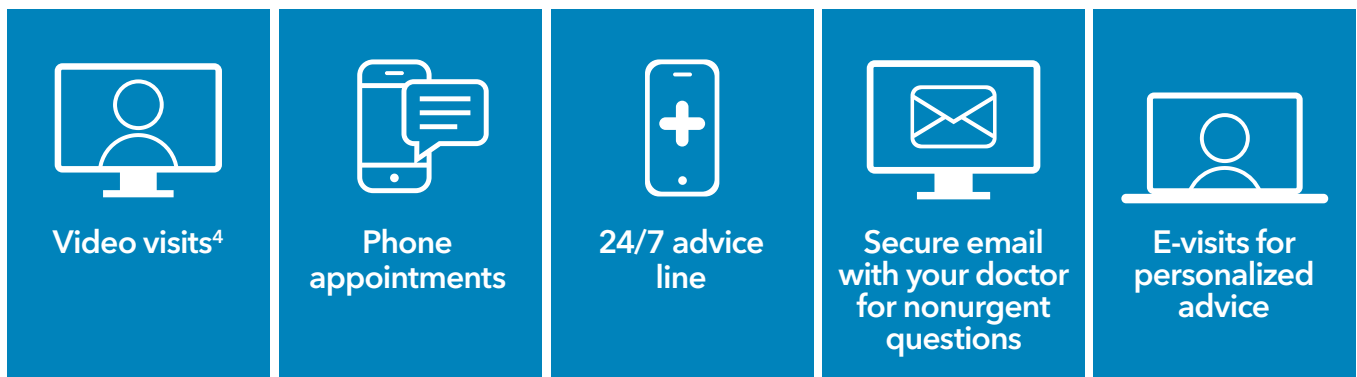 Video visits⁴
Phone
appointments
24/7 advice
line
Secure email
with your doctor
for nonurgent
questions
E-visits for
personalized
advice